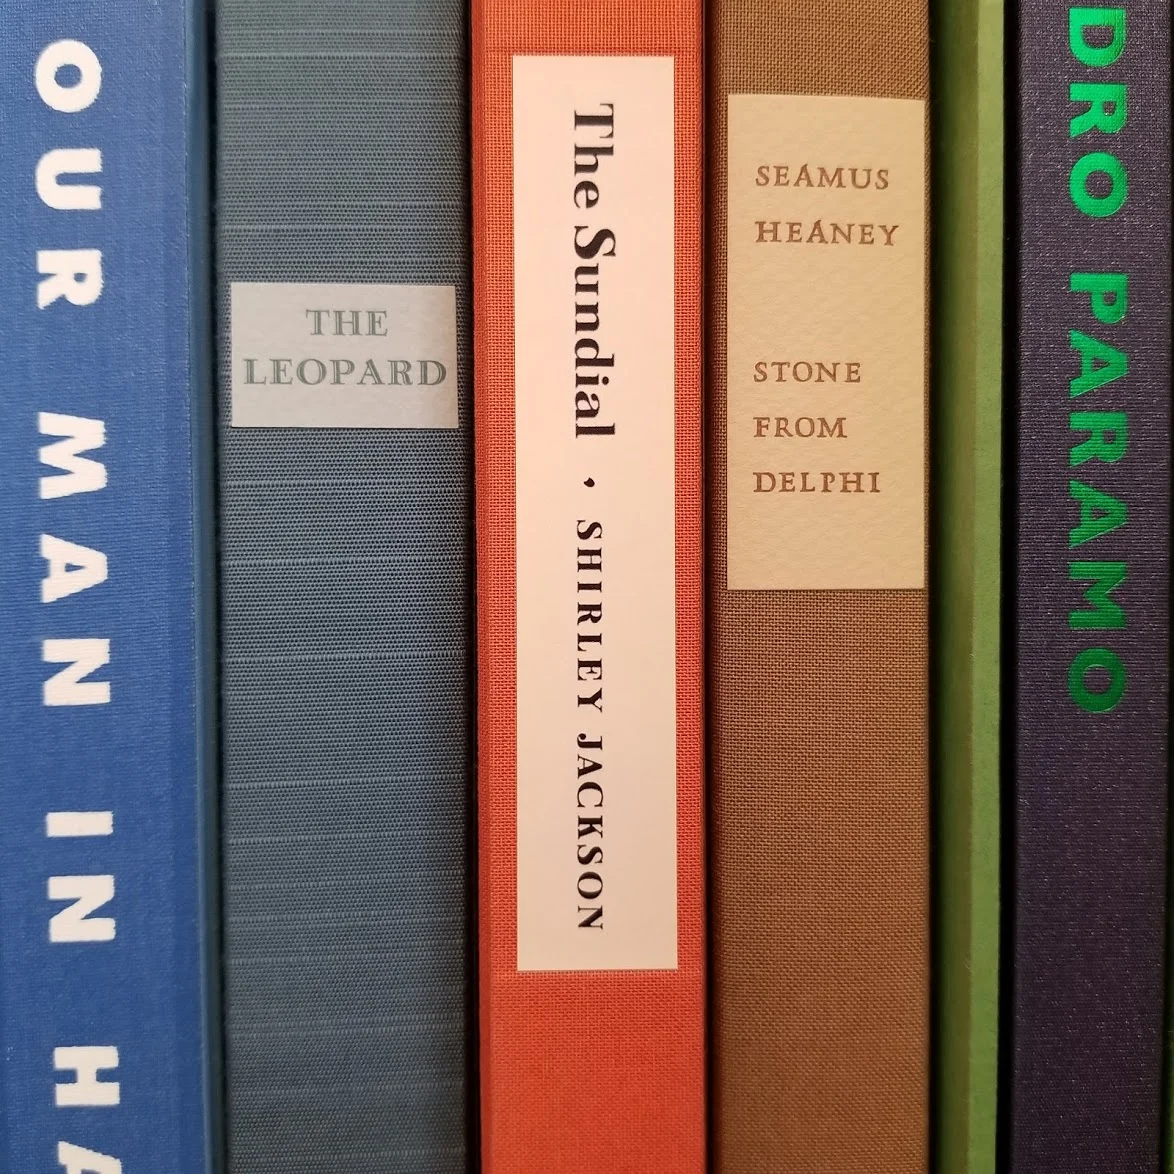 OUR MAN IN HA
THE
LEOPARD
The Sundial · SHIRLEY JACKSON
SEAMUS
HEANEY
STONE
FROM
DELPHI
DRO PARAMO